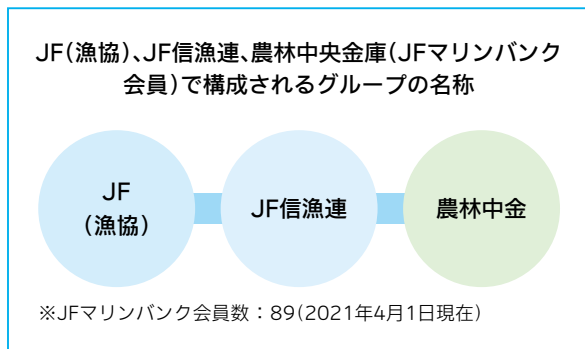 JF(漁協)、JF信漁連、農林中央金庫(JFマリンバンク
会員)で構成されるグループの名称
JF
(漁協)
JF信漁連
農林中金
※JFマリンバンク会員数：89(2021年4月1日現在)